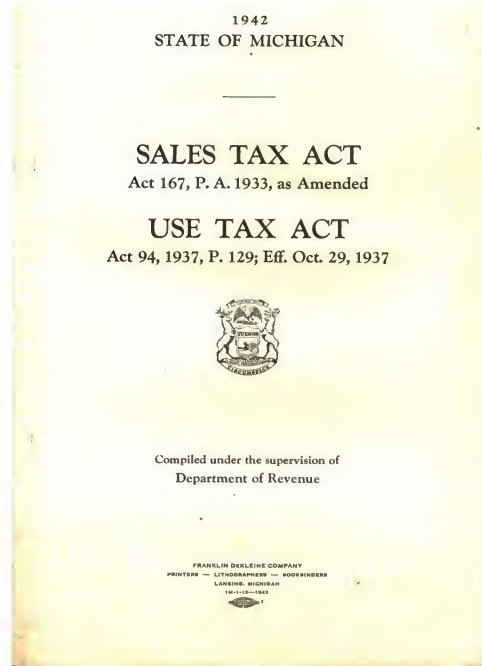 1942
STATE OF MICHIGAN
SALES TAX ACT
Act 167, P. A. 1933, as Amended
USE TAX ACT
Act 94, 1937, P. 129; Eff. Oct. 29, 1937
TUEBOR
CIRCUMSPICE
Compiled under the supervision of
Department of Revenue
FRANKLIN DEKLEINE COMPANY
PRINTERS — LITHOGRAPHERS — BOOKBINDERS
LANSING, MICHIGAN